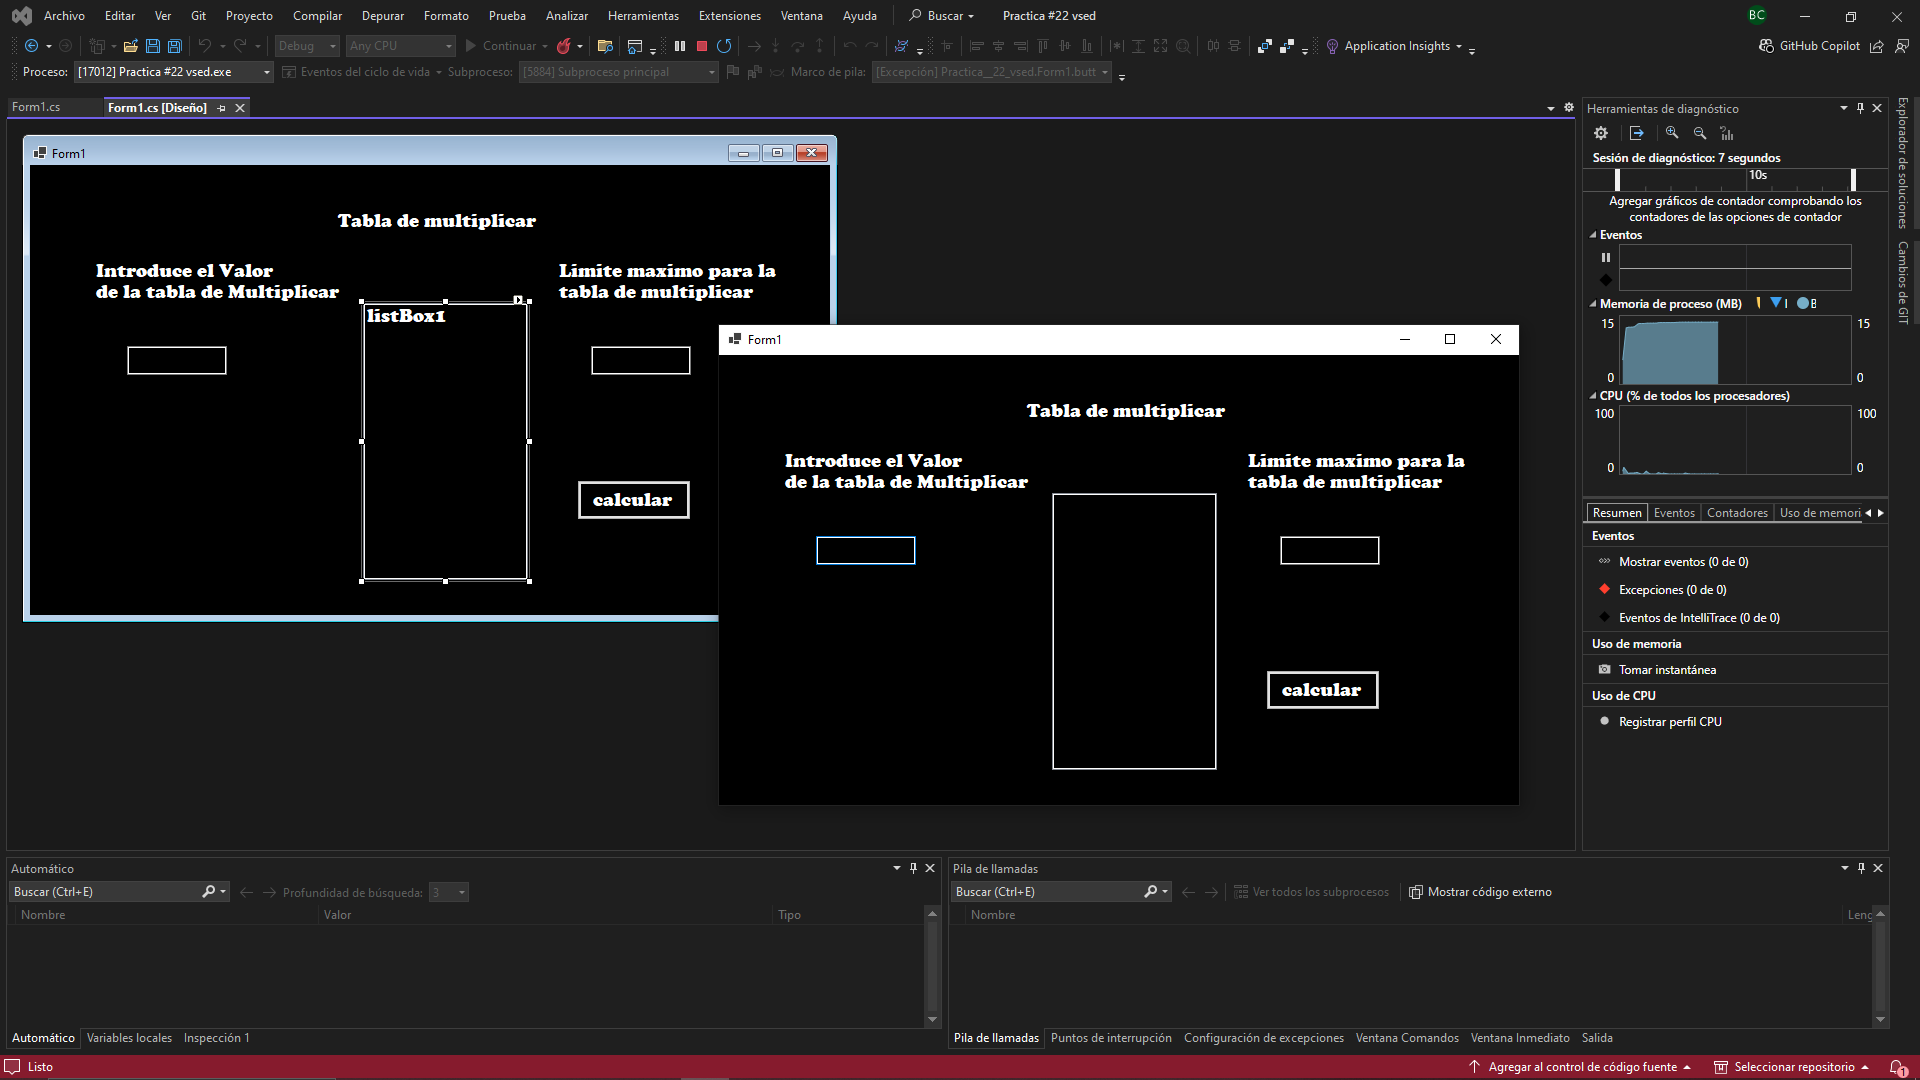 Archivo Editar Ver Git Proyecto Compilar Depurar Formato Prueba Analizar Herramientas Extensiones Ventana Ayuda Buscar Practica #22 vsed BC
Debug Any CPU Continuar Application Insights GitHub Copilot
Proceso: [17012] Practica #22 vsed.exe Eventos del ciclo de vida Subproceso: [5884] Subproceso principal Marco de pila: [Excepción] Practica__22_vsed.Form1.butt
Form1.cs Form1.cs [Diseño]
Form1
Tabla de multiplicar
Introduce el Valor
de la tabla de Multiplicar
Limite maximo para la
tabla de multiplicar
listBox1
calcular
Form1
Tabla de multiplicar
Introduce el Valor
de la tabla de Multiplicar
Limite maximo para la
tabla de multiplicar
calcular
Herramientas de diagnóstico
Sesión de diagnóstico: 7 segundos
10s
Agregar gráficos de contador comprobando los
contadores de las opciones de contador
Eventos
Memoria de proceso (MB)
15 15
0 0
CPU (% de todos los procesadores)
100 100
0 0
Resumen Eventos Contadores Uso de memori
Eventos
Mostrar eventos (0 de 0)
Excepciones (0 de 0)
Eventos de IntelliTrace (0 de 0)
Uso de memoria
Tomar instantánea
Uso de CPU
Registrar perfil CPU
Explorador de soluciones
Cambios de GIT
Automático
Buscar (Ctrl+E) Profundidad de búsqueda: 3
Nombre Valor Tipo
Automático Variables locales Inspección 1
Pila de llamadas
Buscar (Ctrl+E) Ver todos los subprocesos Mostrar código externo
Nombre Leng
Pila de llamadas Puntos de interrupción Configuración de excepciones Ventana Comandos Ventana Inmediato Salida
Listo Agregar al control de código fuente Seleccionar repositorio 1